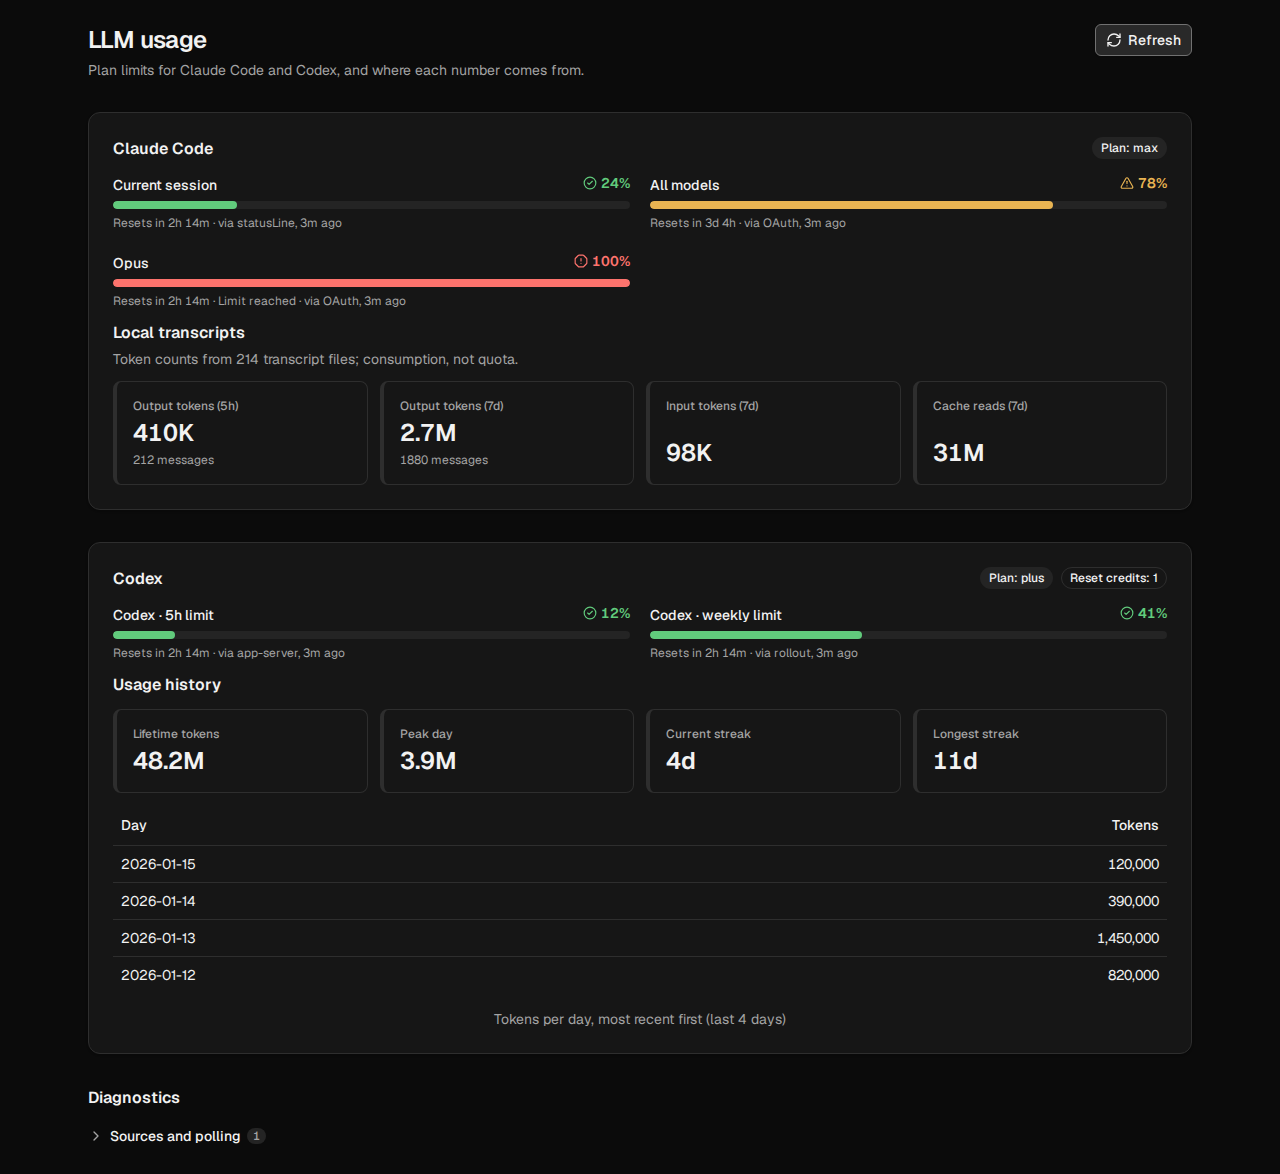 LLM usage
Refresh
Plan limits for Claude Code and Codex, and where each number comes from.
Claude Code
Plan: max
Current session
24%
Resets in 2h 14m · via statusLine, 3m ago
All models
78%
Resets in 3d 4h · via OAuth, 3m ago
Opus
100%
Resets in 2h 14m · Limit reached · via OAuth, 3m ago
Local transcripts
Token counts from 214 transcript files; consumption, not quota.
Output tokens (5h)
410K
212 messages
Output tokens (7d)
2.7M
1880 messages
Input tokens (7d)
98K
Cache reads (7d)
31M
Codex
Plan: plus
Reset credits: 1
Codex · 5h limit
12%
Resets in 2h 14m · via app-server, 3m ago
Codex · weekly limit
41%
Resets in 2h 14m · via rollout, 3m ago
Usage history
Lifetime tokens
48.2M
Peak day
3.9M
Current streak
4d
Longest streak
11d
Day Tokens
2026-01-15 120,000
2026-01-14 390,000
2026-01-13 1,450,000
2026-01-12 820,000
Tokens per day, most recent first (last 4 days)
Diagnostics
Sources and polling 1